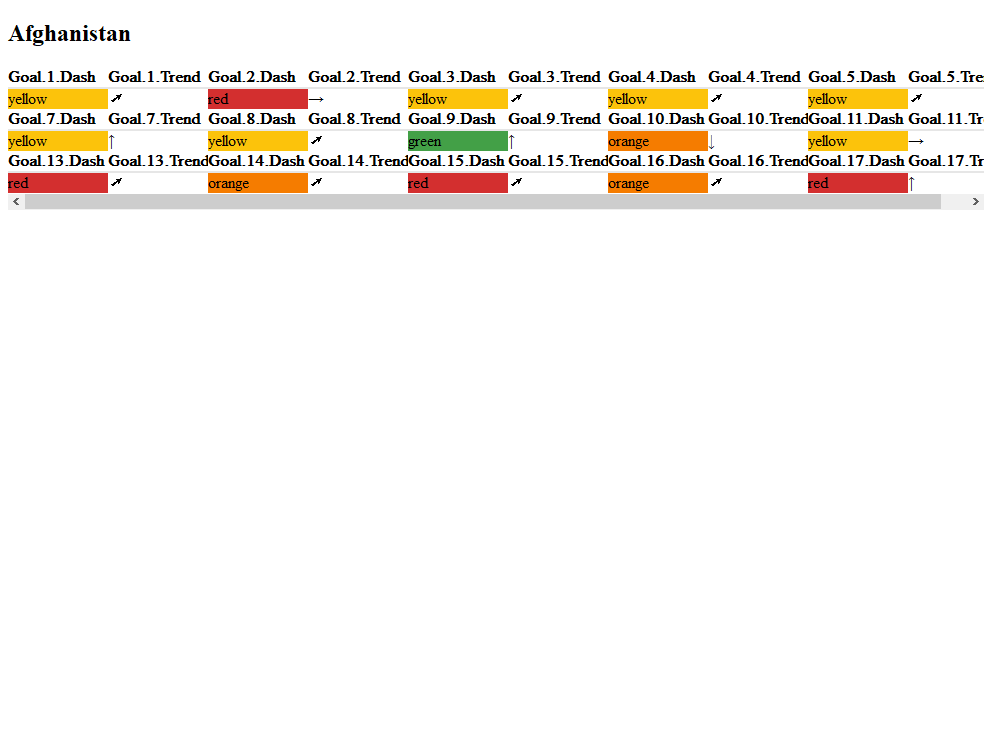 Afghanistan
Goal.1.Dash Goal.1.Trend Goal.2.Dash Goal.2.Trend Goal.3.Dash Goal.3.Trend Goal.4.Dash Goal.4.Trend Goal.5.Dash Goal.5.Tre
yellow ➚ red → yellow ➚ yellow ➚ yellow ➚
Goal.7.Dash Goal.7.Trend Goal.8.Dash Goal.8.Trend Goal.9.Dash Goal.9.Trend Goal.10.Dash Goal.10.Trend Goal.11.Dash Goal.11.Tr
yellow ↑ yellow ➚ green ↑ orange ↓ yellow →
Goal.13.Dash Goal.13.Trend Goal.14.Dash Goal.14.Trend Goal.15.Dash Goal.15.Trend Goal.16.Dash Goal.16.Trend Goal.17.Dash Goal.17.Tr
red ➚ orange ➚ red ➚ orange ➚ red ↑